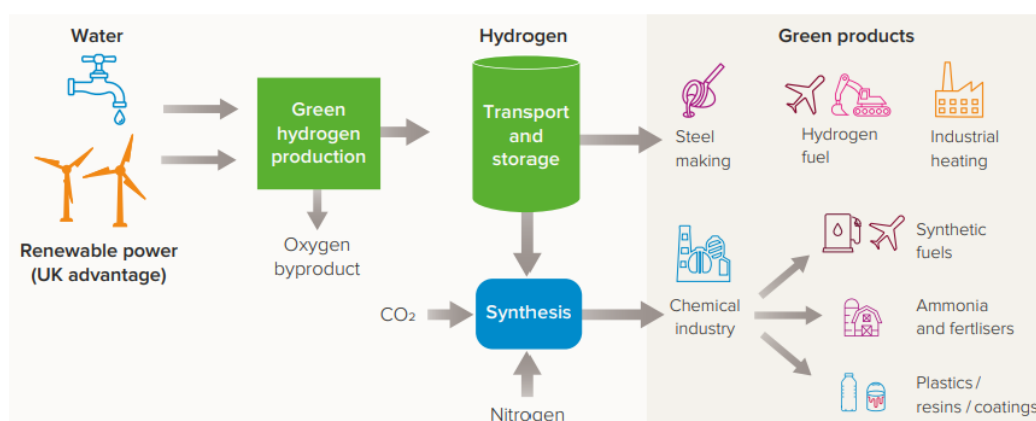 Water
Renewable power
(UK advantage)
Green
hydrogen
production
Oxygen
byproduct
Hydrogen
Transport
and
storage
CO₂
Synthesis
Nitrogen
Green products
Steel
making
Hydrogen
fuel
Industrial
heating
Chemical
industry
Synthetic
fuels
Ammonia
and fertlisers
Plastics /
resins / coatings